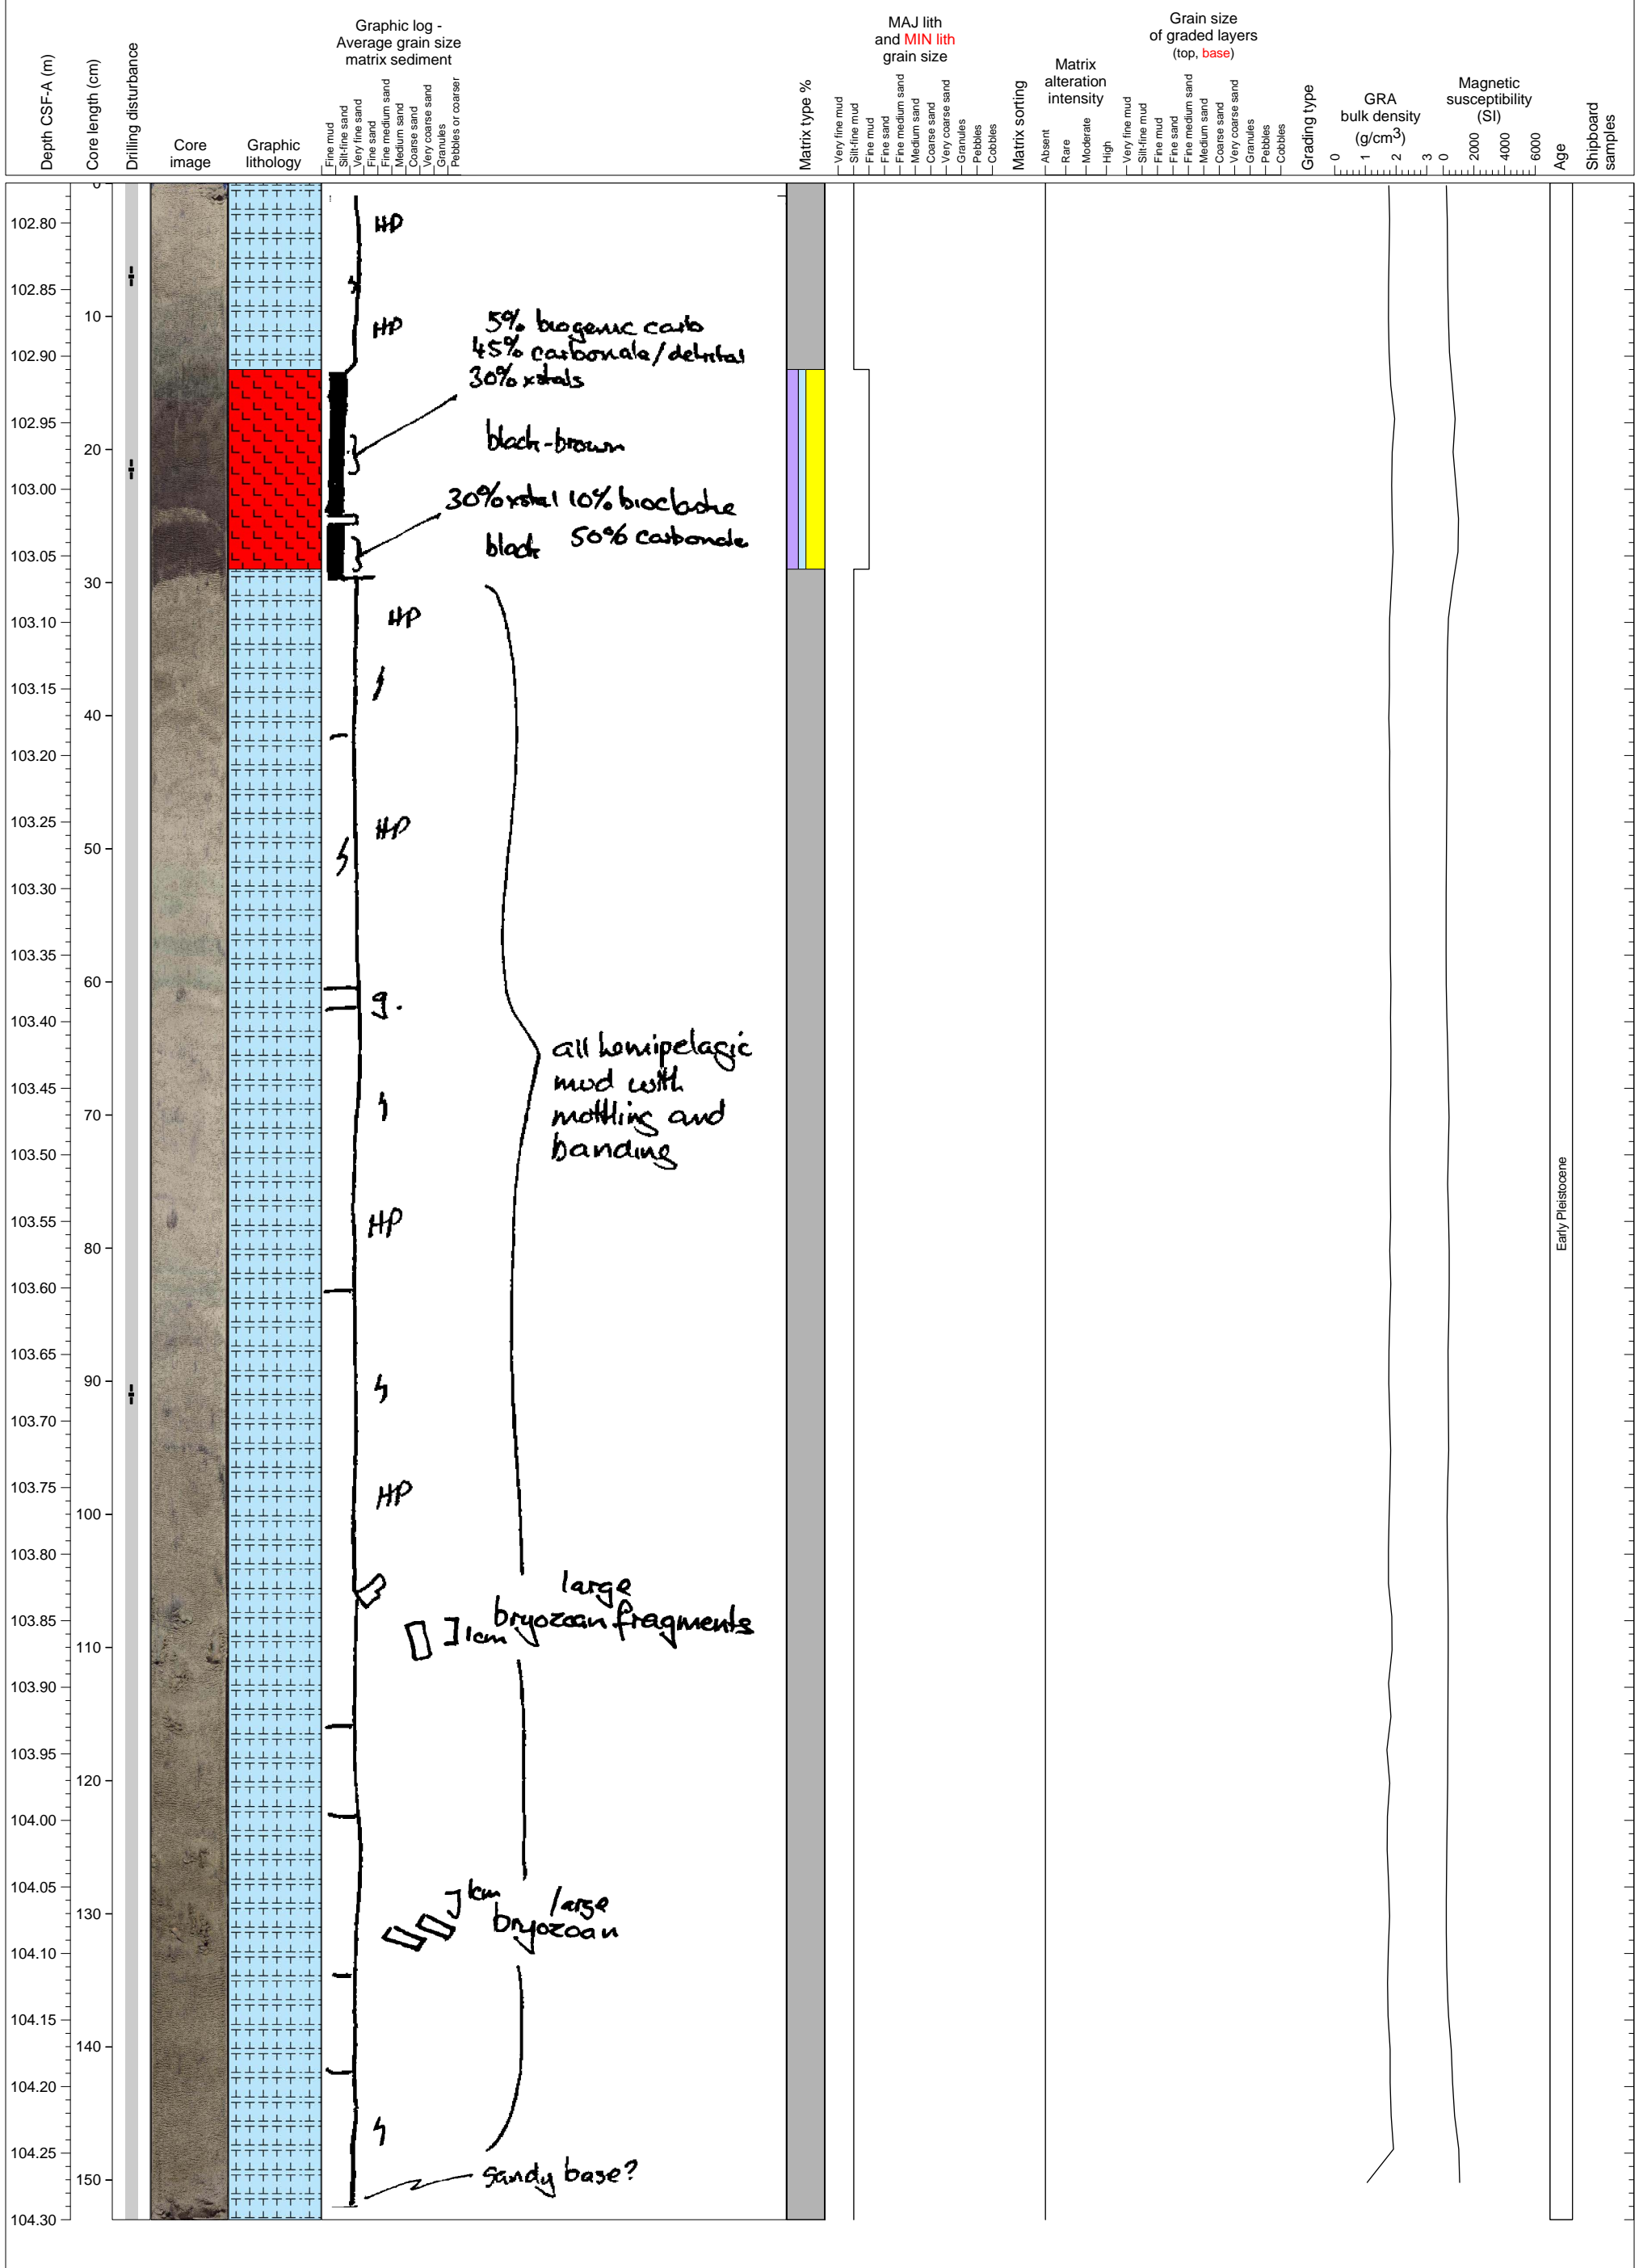 Depth CSF-A (m)
Core length (cm)
Drilling disturbance
Core
image
Graphic
lithology
Graphic log -
Average grain size
matrix sediment
Fine mud
Silt-fine sand
Very fine sand
Fine sand
Fine medium sand
Medium sand
Coarse sand
Very coarse sand
Granules
Pebbles or coarser
Matrix type %
MAJ lith
and MIN lith
grain size
Very fine mud
Silt-fine mud
Fine mud
Fine sand
Fine medium sand
Medium sand
Coarse sand
Very coarse sand
Granules
Pebbles
Cobbles
Matrix sorting
Matrix
alteration
intensity
Absent
Rare
Moderate
High
Grain size
of graded layers
(top, base)
Very fine mud
Silt-fine mud
Fine mud
Fine sand
Fine medium sand
Medium sand
Coarse sand
Very coarse sand
Granules
Pebbles
Cobbles
Grading type
GRA
bulk density
(g/cm3)
0 1 2 3
Magnetic
susceptibility
(SI)
0 2000 4000 6000
Age
Shipboard
samples
102.80
102.85
102.90
102.95
103.00
103.05
103.10
103.15
103.20
103.25
103.30
103.35
103.40
103.45
103.50
103.55
103.60
103.65
103.70
103.75
103.80
103.85
103.90
103.95
104.00
104.05
104.10
104.15
104.20
104.25
104.30
0
10
20
30
40
50
60
70
80
90
100
110
120
130
140
150
HP
HP
5% biogenic carb
45% carbonate/detrital
30% xstals
black-brown
30% xstal 10% bioclastic
black 50% carbonate
HP
HP
g.
all hemipelagic
mud with
mottling and
banding
HP
HP
large
bryozoan fragments
1cm
1cm
large
bryozoan
sandy base?
Early Pleistocene